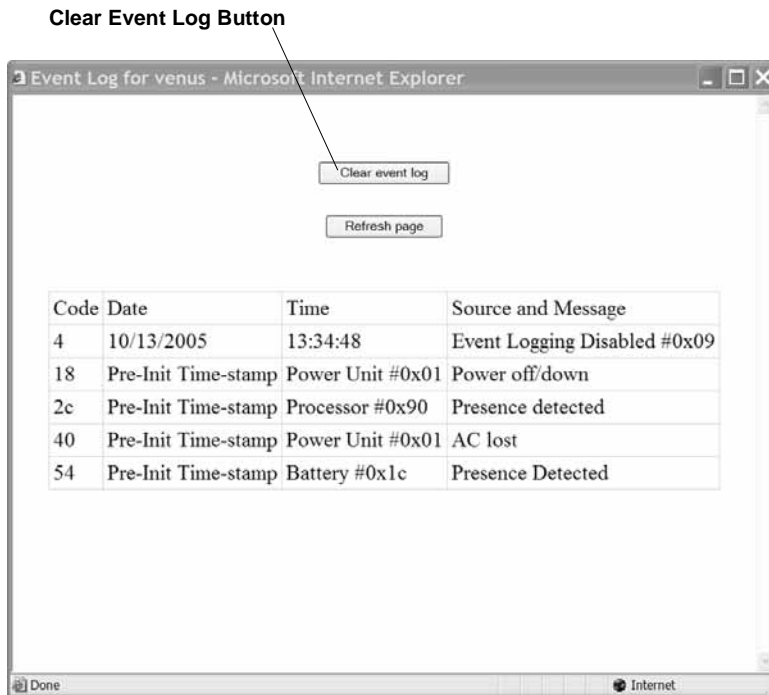 Clear Event Log Button
Event Log for venus - Microsoft Internet Explorer
Clear event log
Refresh page
Code Date Time Source and Message
4 10/13/2005 13:34:48 Event Logging Disabled #0x09
18 Pre-Init Time-stamp Power Unit #0x01 Power off/down
2c Pre-Init Time-stamp Processor #0x90 Presence detected
40 Pre-Init Time-stamp Power Unit #0x01 AC lost
54 Pre-Init Time-stamp Battery #0x1c Presence Detected
Done Internet